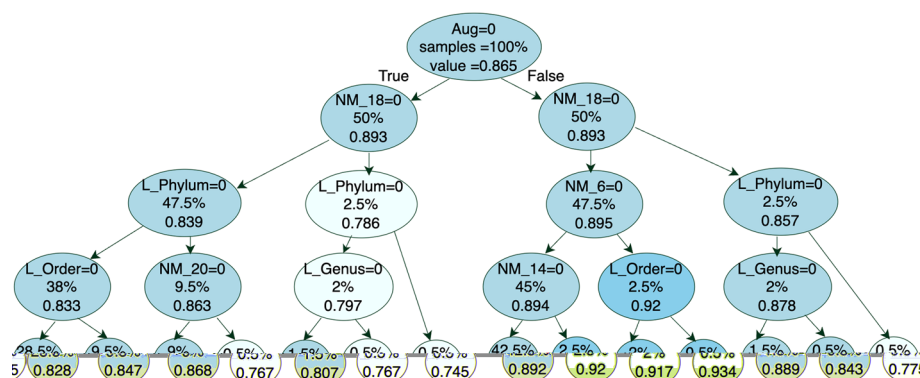 Aug=0
samples =100%
value =0.865
True
False
NM_18=0
50%
0.893
NM_18=0
50%
0.893
L_Phylum=0
47.5%
0.839
L_Phylum=0
2.5%
0.786
NM_6=0
47.5%
0.895
L_Phylum=0
2.5%
0.857
L_Order=0
38%
0.833
NM_20=0
9.5%
0.863
L_Genus=0
2%
0.797
NM_14=0
45%
0.894
L_Order=0
2.5%
0.92
L_Genus=0
2%
0.878
0.828
0.847
0.868
0.767
0.807
0.767
0.745
0.892
0.92
0.917
0.934
0.889
0.843